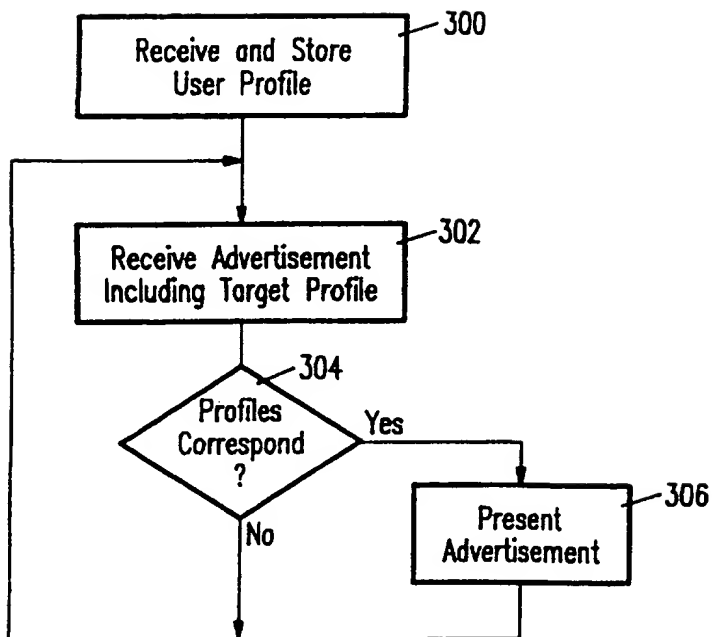 300
Receive and Store
User Profile
302
Receive Advertisement
Including Target Profile
304
Profiles
Correspond
?
Yes
No
306
Present
Advertisement